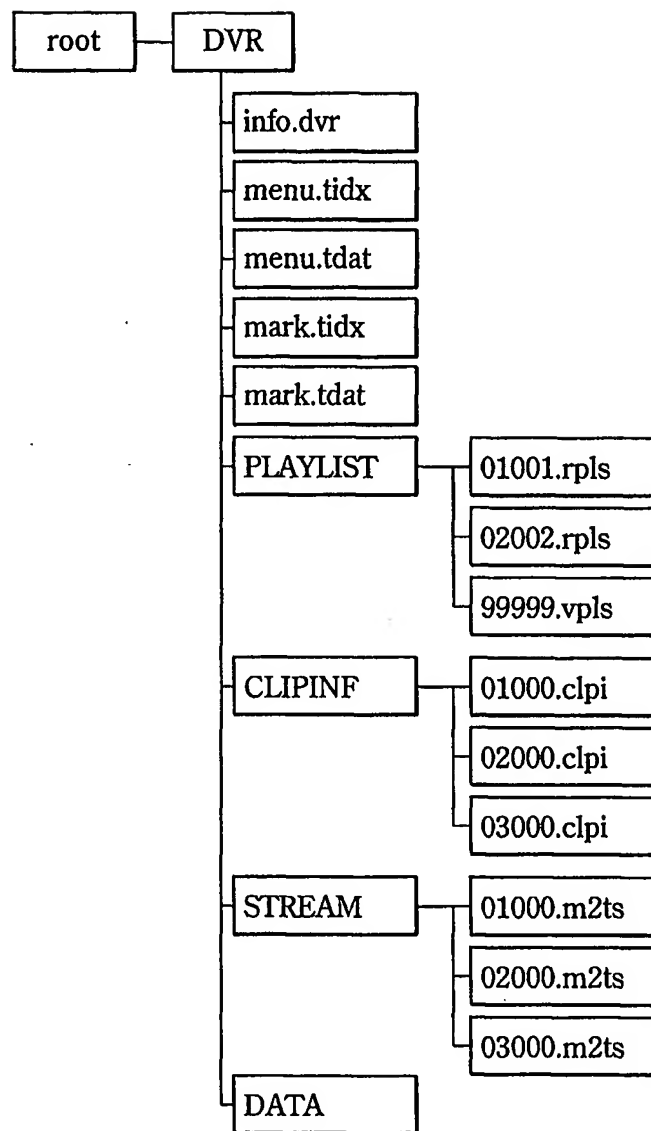 root
DVR
info.dvr
menu.tidx
menu.tdat
mark.tidx
mark.tdat
PLAYLIST
01001.rpls
02002.rpls
99999.vpls
CLIPINF
01000.clpi
02000.clpi
03000.clpi
STREAM
01000.m2ts
02000.m2ts
03000.m2ts
DATA